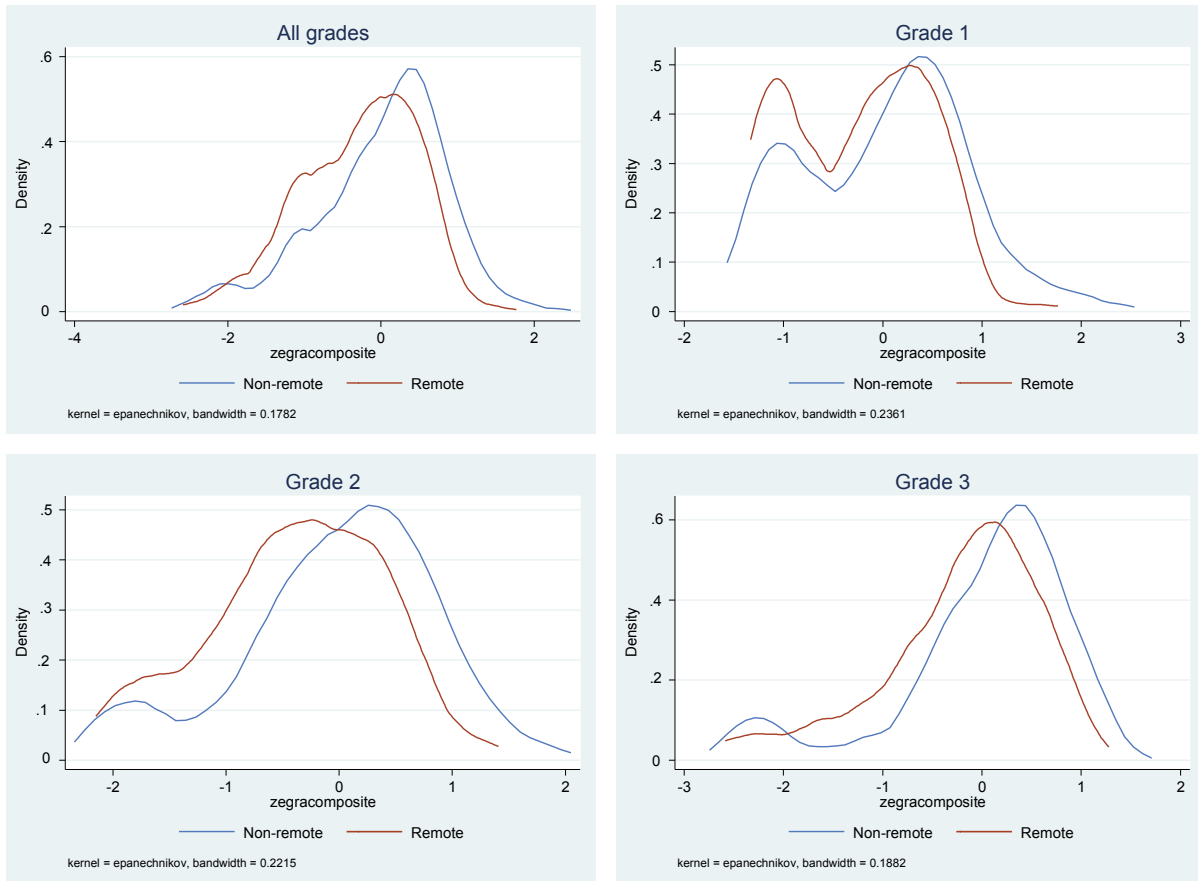 All grades
.6
.4
.2
0
Density
-4 -2 0 2
zegracomposite
Non-remote Remote
kernel = epanechnikov, bandwidth = 0.1782
Grade 1
.5
.4
.3
.2
.1
0
Density
-2 -1 0 1 2 3
zegracomposite
Non-remote Remote
kernel = epanechnikov, bandwidth = 0.2361
Grade 2
.5
.4
.3
.2
.1
0
Density
-2 -1 0 1 2
zegracomposite
Non-remote Remote
kernel = epanechnikov, bandwidth = 0.2215
Grade 3
.6
.4
.2
0
Density
-3 -2 -1 0 1 2
zegracomposite
Non-remote Remote
kernel = epanechnikov, bandwidth = 0.1882